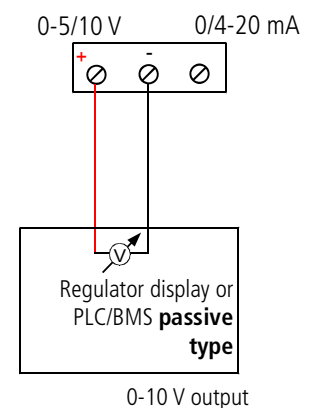 0-5/10 V 0/4-20 mA
+ -
V
Regulator display or
PLC/BMS passive
type
0-10 V output